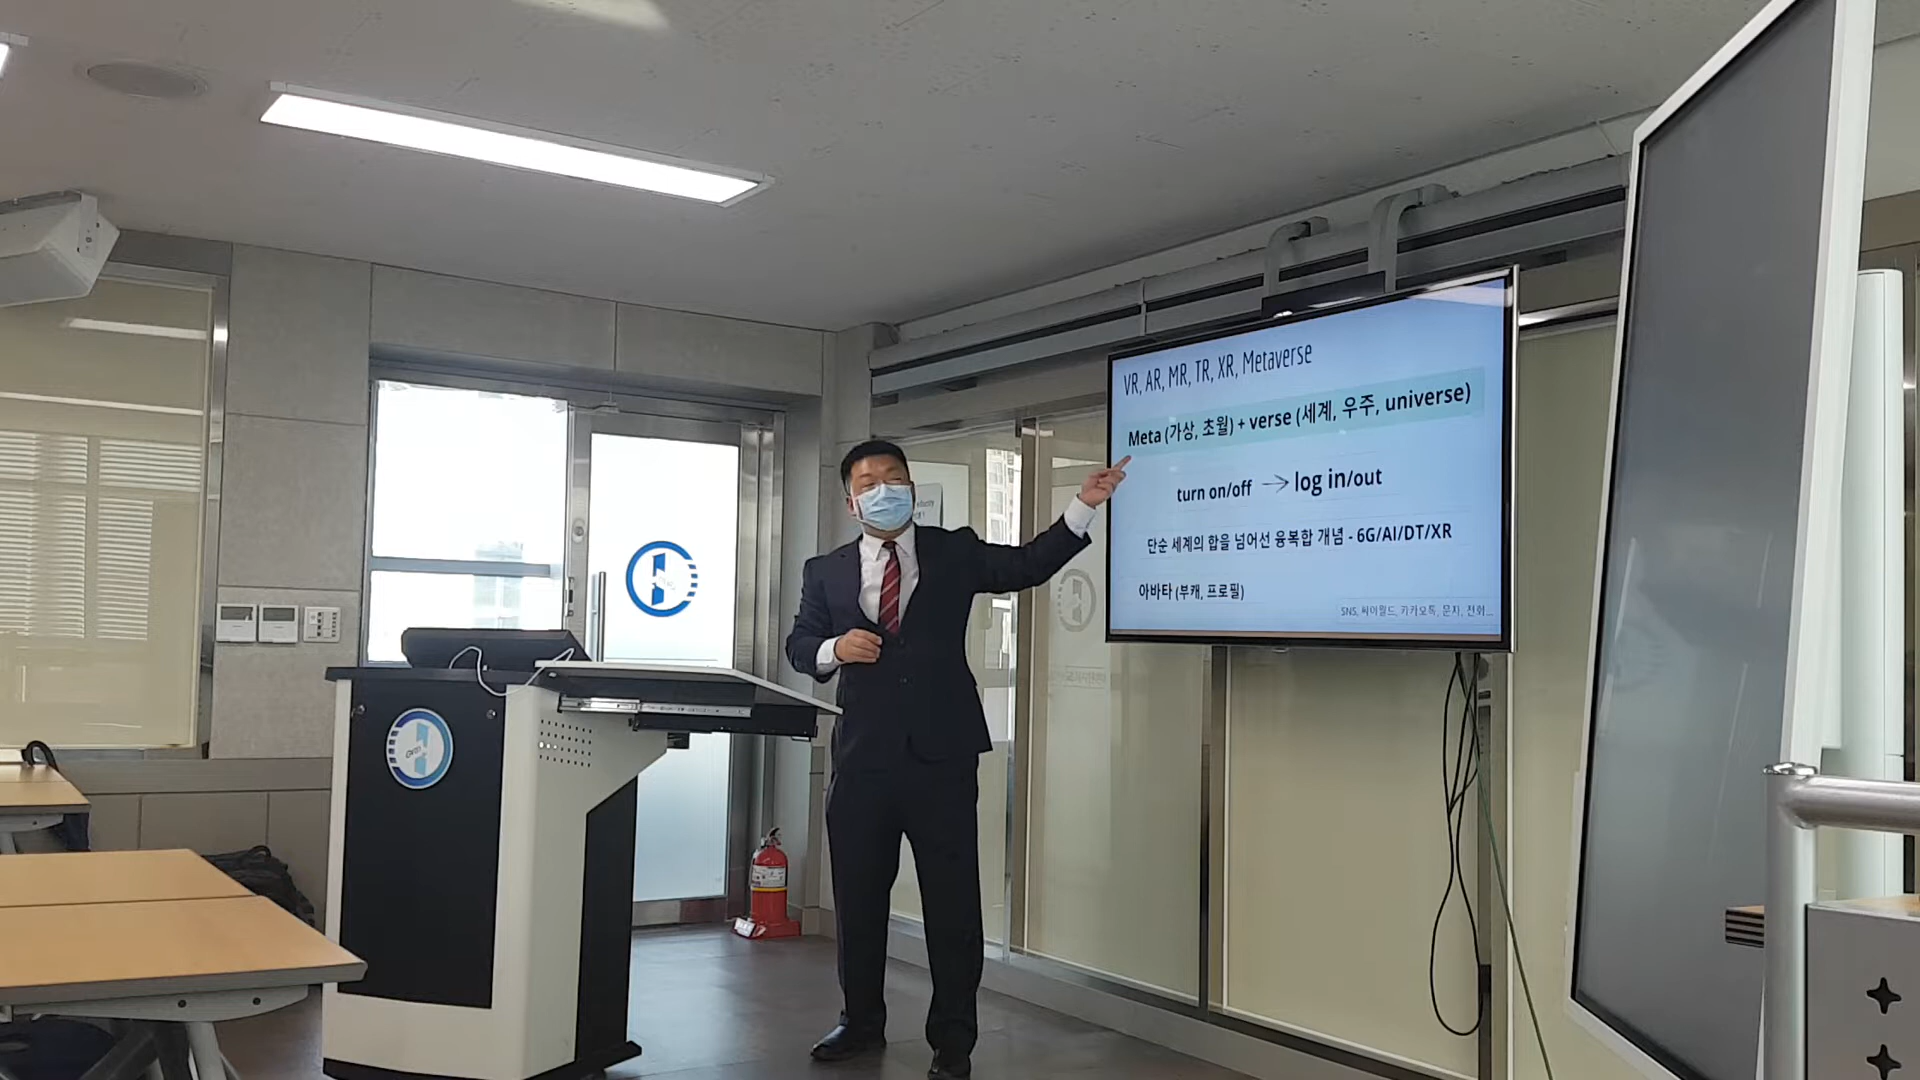 VR, AR, MR, TR, XR, Metaverse
Meta (가상, 초월) + verse (세계, 우주, universe)
turn on/off → log in/out
단순 세계의 합을 넘어선 융복합 개념 - 6G/AI/DT/XR
아바타 (부캐, 프로필)
SNS, 싸이월드, 카카오톡, 문자, 전화...